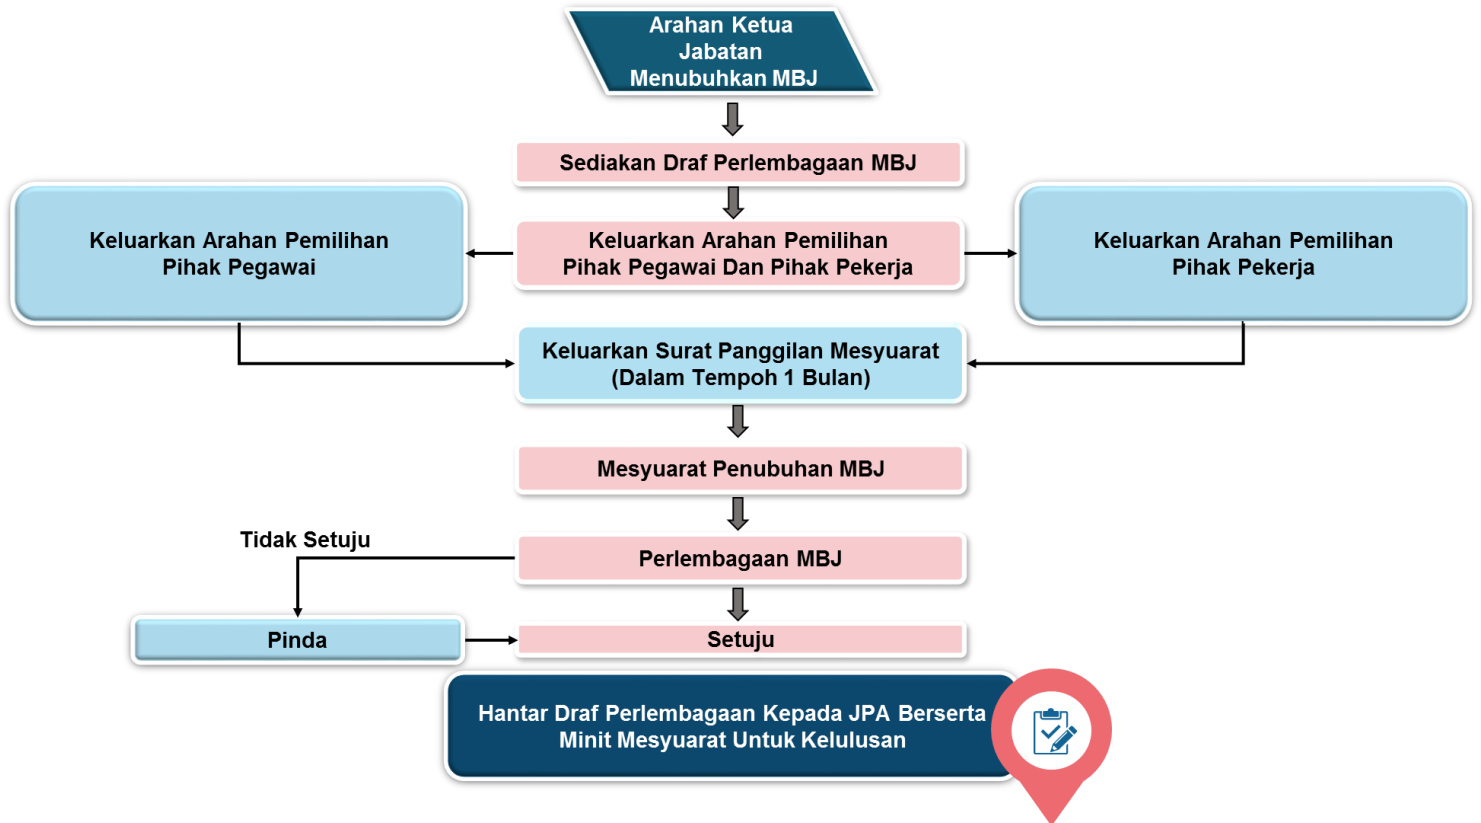 Arahan Ketua
Jabatan
Menubuhkan MBJ
Sediakan Draf Perlembagaan MBJ
Keluarkan Arahan Pemilihan
Pihak Pegawai
Keluarkan Arahan Pemilihan
Pihak Pegawai Dan Pihak Pekerja
Keluarkan Arahan Pemilihan
Pihak Pekerja
Keluarkan Surat Panggilan Mesyuarat
(Dalam Tempoh 1 Bulan)
Mesyuarat Penubuhan MBJ
Tidak Setuju
Perlembagaan MBJ
Pinda
Setuju
Hantar Draf Perlembagaan Kepada JPA Berserta
Minit Mesyuarat Untuk Kelulusan